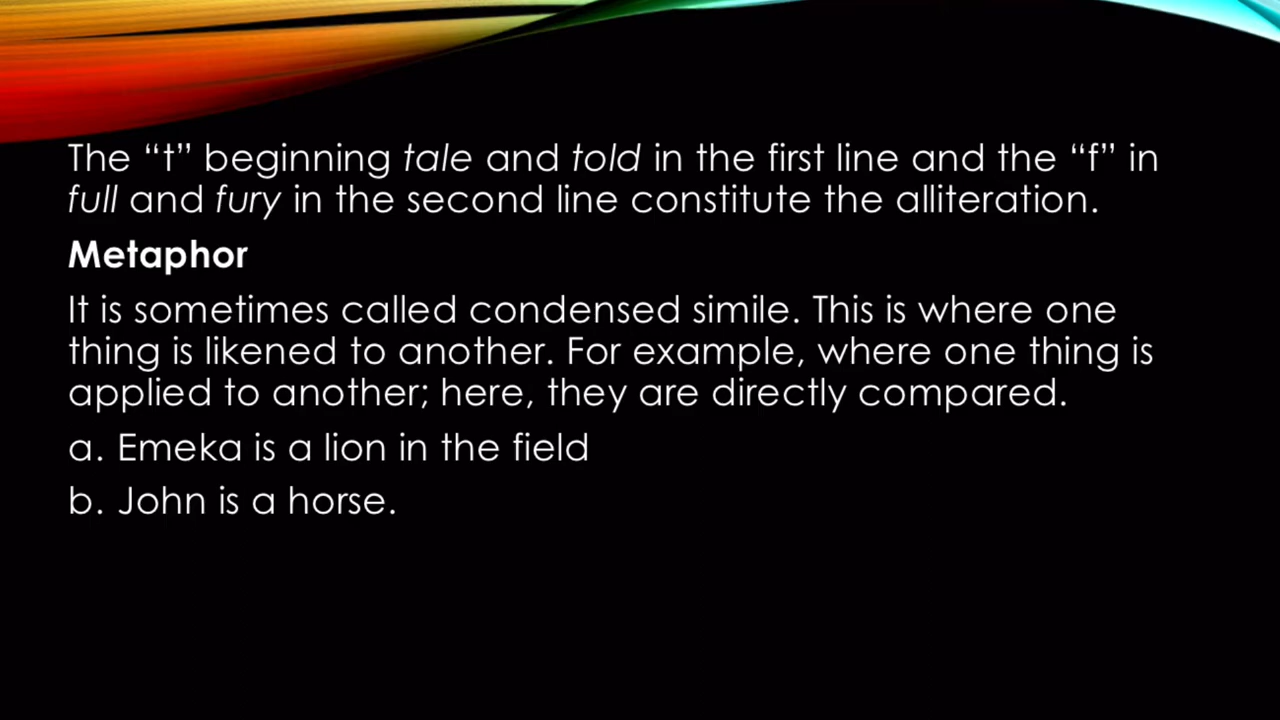 The “t” beginning tale and told in the first line and the “f” in
full and fury in the second line constitute the alliteration.
Metaphor
It is sometimes called condensed simile. This is where one
thing is likened to another. For example, where one thing is
applied to another; here, they are directly compared.
a. Emeka is a lion in the field
b. John is a horse.